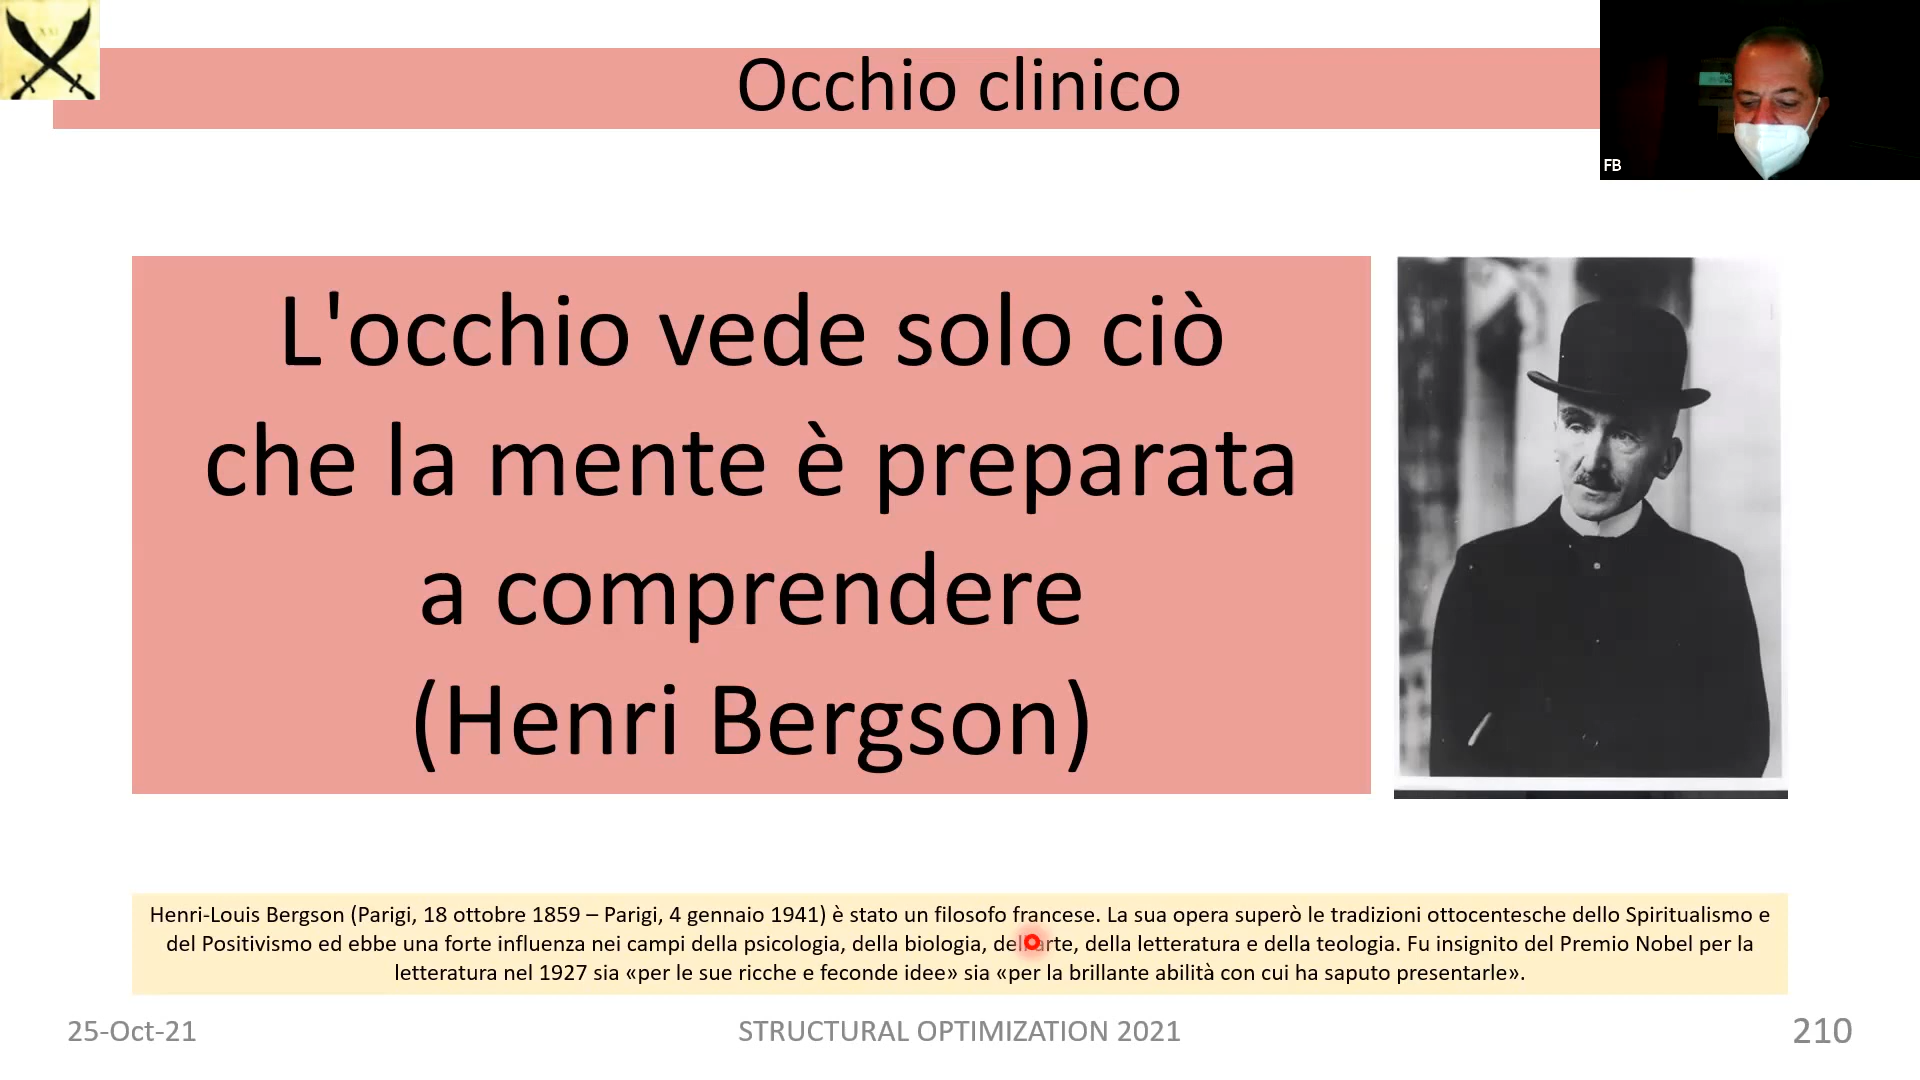 XXI
Occhio clinico
FB
L'occhio vede solo ciò
che la mente è preparata
a comprendere
(Henri Bergson)
Henri-Louis Bergson (Parigi, 18 ottobre 1859 – Parigi, 4 gennaio 1941) è stato un filosofo francese. La sua opera superò le tradizioni ottocentesche dello Spiritualismo e
del Positivismo ed ebbe una forte influenza nei campi della psicologia, della biologia, dell'arte, della letteratura e della teologia. Fu insignito del Premio Nobel per la
letteratura nel 1927 sia «per le sue ricche e feconde idee» sia «per la brillante abilità con cui ha saputo presentarle».
25-Oct-21
STRUCTURAL OPTIMIZATION 2021
210